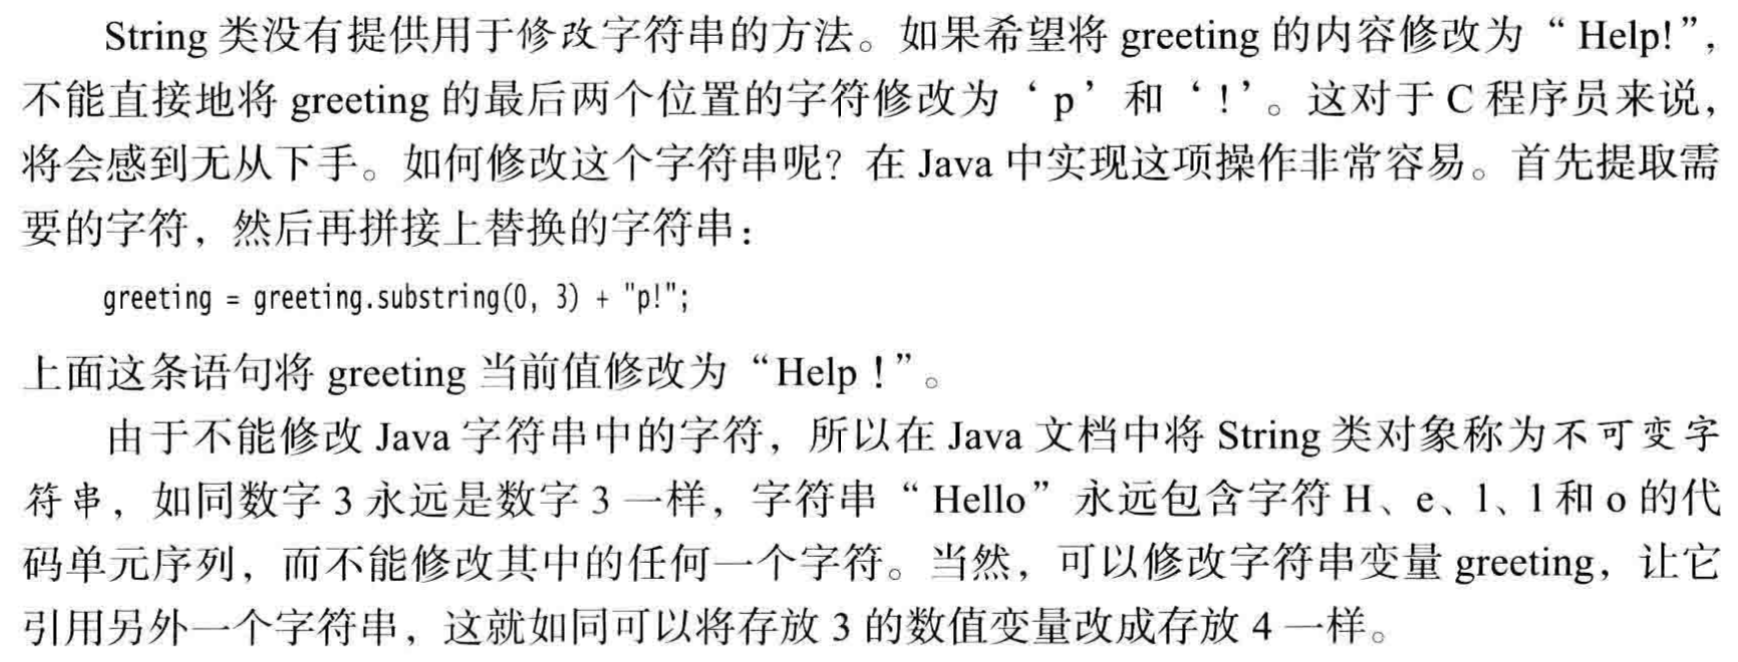 String 类没有提供用于修改字符串的方法。如果希望将 greeting 的内容修改为“ Help!”,
不能直接地将 greeting 的最后两个位置的字符修改为‘ p ’和‘ ! ’。这对于 C 程序员来说,
将会感到无从下手。如何修改这个字符串呢? 在 Java 中实现这项操作非常容易。首先提取需
要的字符, 然后再拼接上替换的字符串:
greeting = greeting.substring(0, 3) + "p!";
上面这条语句将 greeting 当前值修改为“Help ! ”。
由于不能修改 Java 字符串中的字符, 所以在 Java 文档中将 String 类对象称为不可变字
符串, 如同数字 3 永远是数字 3 一样, 字符串“ Hello”永远包含字符 H、e、l、l 和 o 的代
码单元序列, 而不能修改其中的任何一个字符。当然, 可以修改字符串变量 greeting, 让它
引用另外一个字符串, 这就如同可以将存放 3 的数值变量改成存放 4 一样。